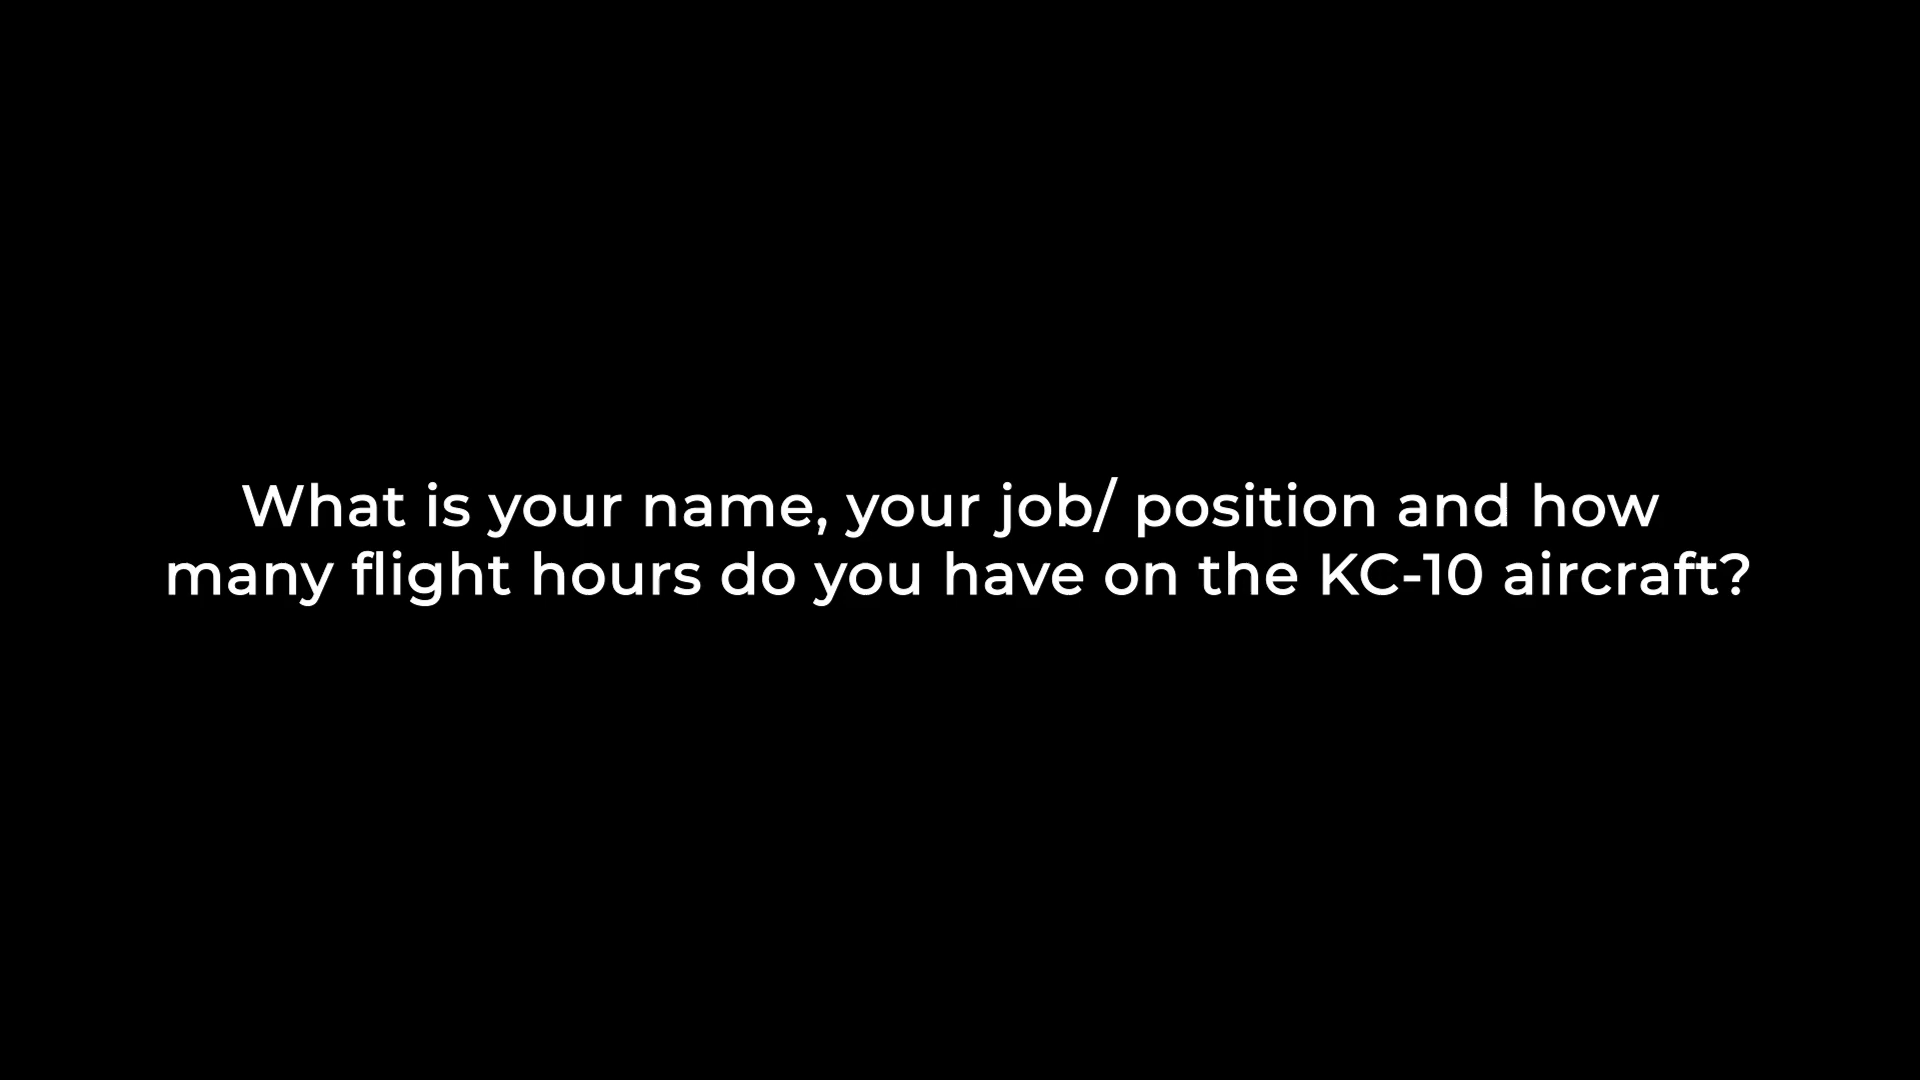 What is your name, your job/ position and how
many flight hours do you have on the KC-10 aircraft?